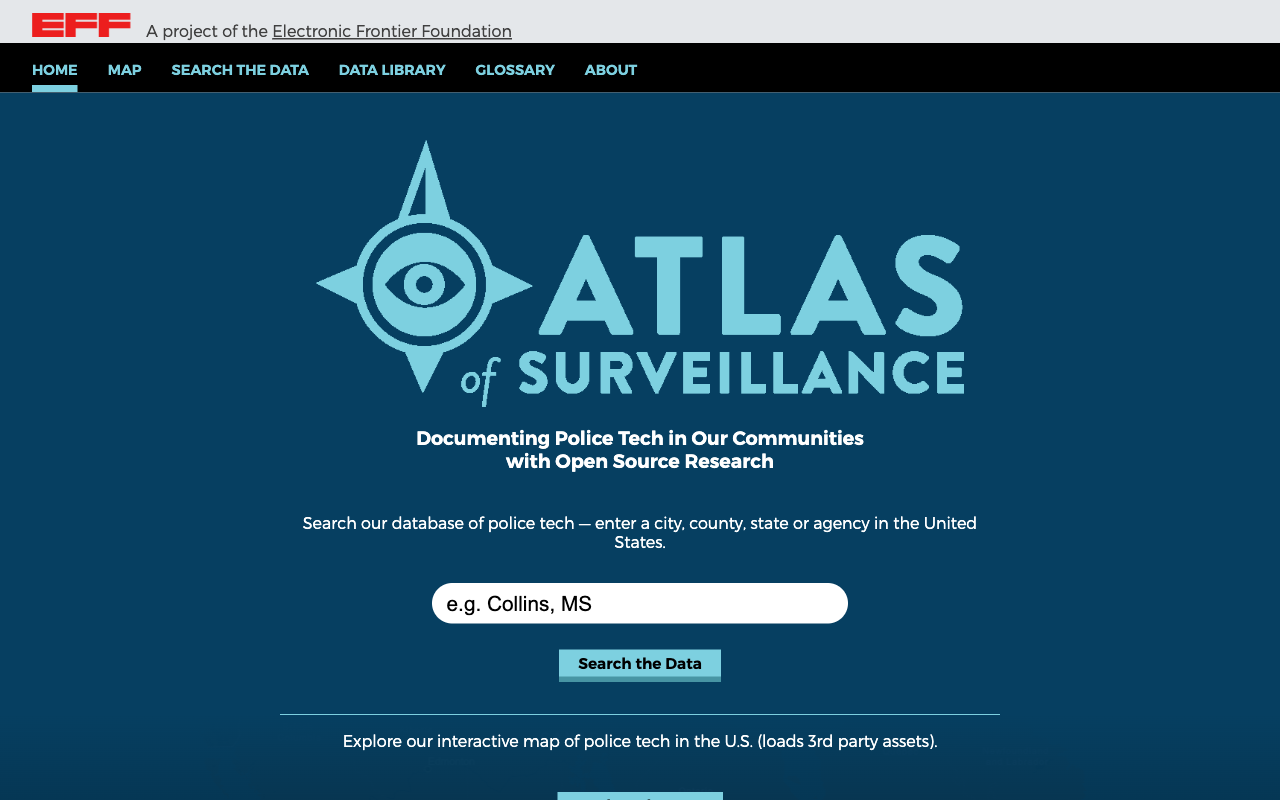 EFF A project of the Electronic Frontier Foundation
HOME MAP SEARCH THE DATA DATA LIBRARY GLOSSARY ABOUT
ATLAS
of SURVEILLANCE
Documenting Police Tech in Our Communities
with Open Source Research
Search our database of police tech — enter a city, county, state or agency in the United
States.
e.g. Collins, MS
Search the Data
Explore our interactive map of police tech in the U.S. (loads 3rd party assets).